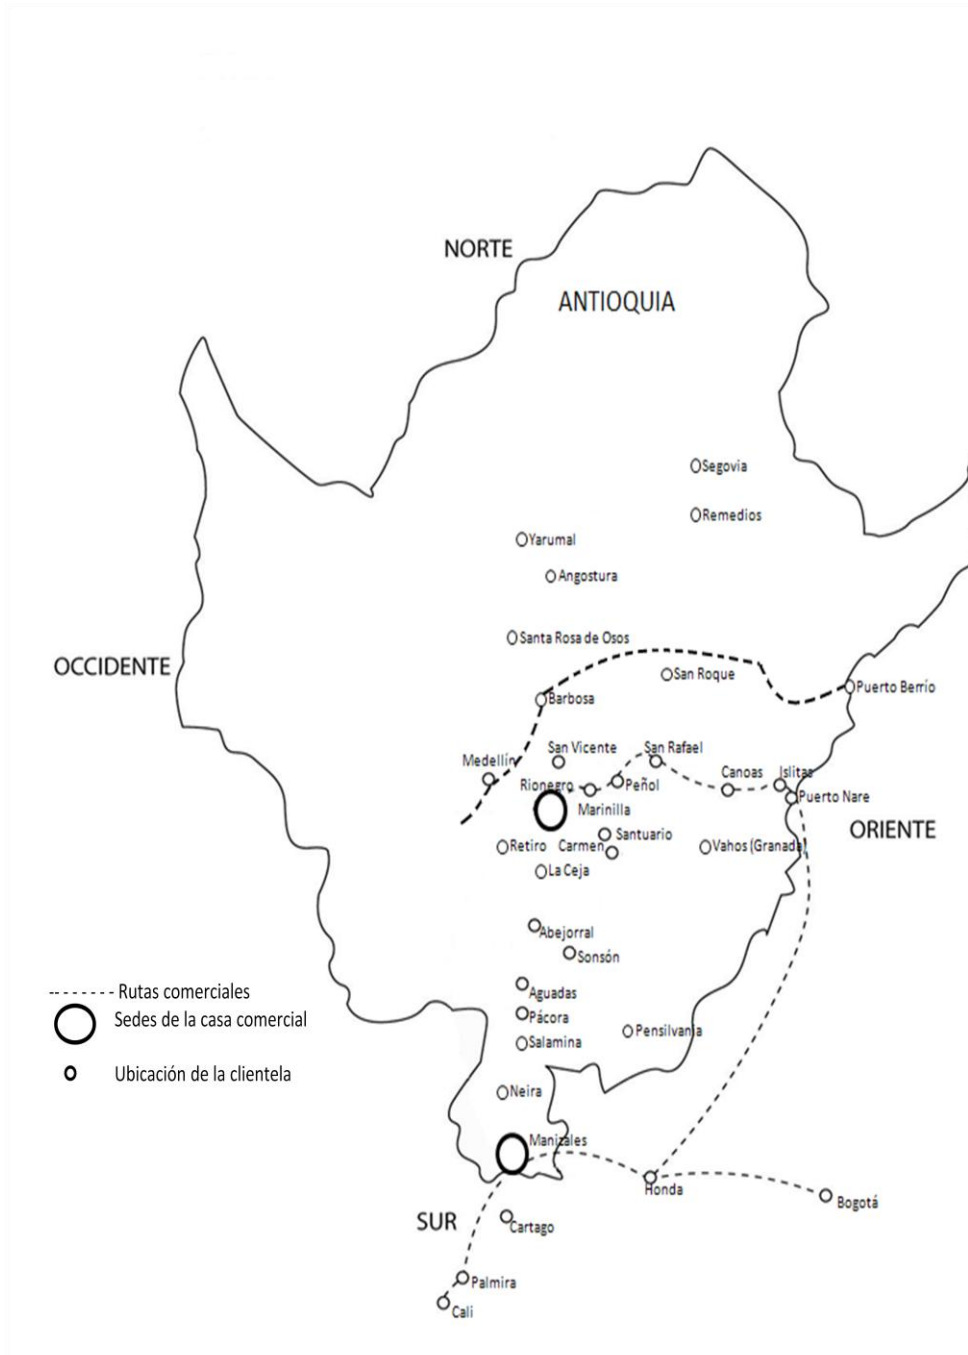 NORTE
ANTIOQUIA
Segovia
Remedios
Yarumal
Angostura
Santa Rosa de Osos
OCCIDENTE
San Roque
Puerto Berrío
Barbosa
San Vicente
San Rafael
Medellín
Canoas
Islitas
Rionegro
Peñol
Puerto Nare
Marinilla
ORIENTE
Santuario
Retiro
Carmen
Vahos (Granada)
La Ceja
Abejorral
Sonsón
Aguadas
Pácora
Pensilvania
Salamina
-- - - - - - - Rutas comerciales
Sedes de la casa comercial
Ubicación de la clientela
Neira
Manizales
Honda
Bogotá
SUR
Cartago
Palmira
Cali